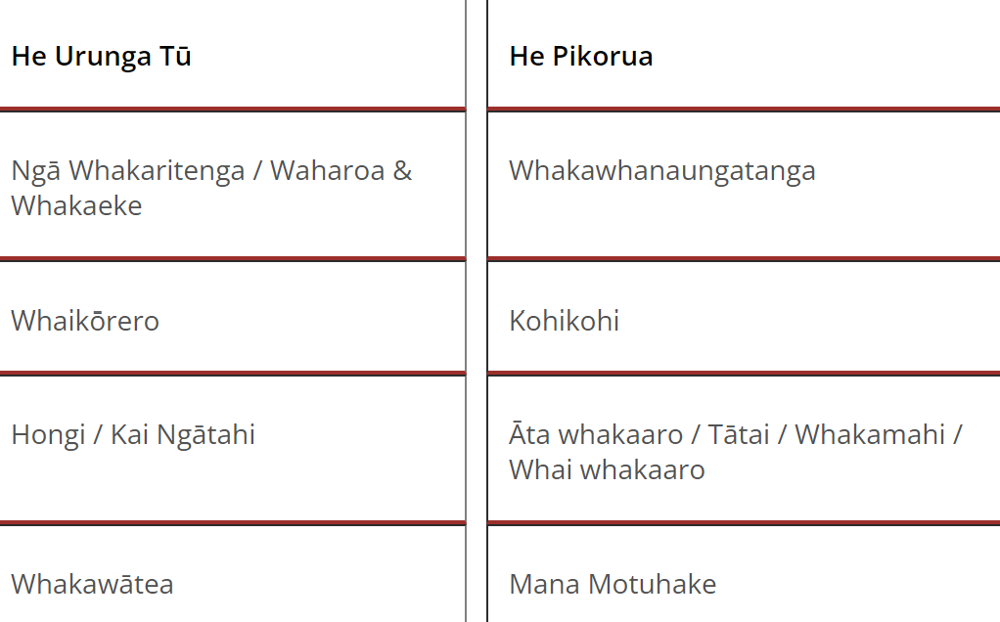 He Urunga Tū
He Pikorua
Ngā Whakaritenga / Waharoa &
Whakaeke
Whakawhanaungatanga
Whaikōrero
Kohikohi
Hongi / Kai Ngātahi
Āta whakaaro / Tātai / Whakamahi /
Whai whakaaro
Whakawātea
Mana Motuhake